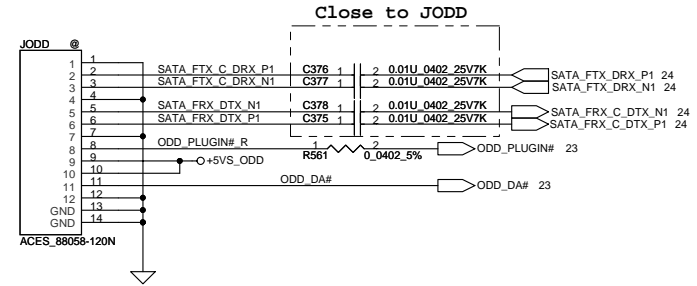 Close to JODD
JODD @
1 1
2 2 SATA_FTX_C_DRX_P1 C376 1 2 0.01U_0402_25V7K SATA_FTX_DRX_P1 24
3 3 SATA_FTX_C_DRX_N1 C377 1 2 0.01U_0402_25V7K SATA_FTX_DRX_N1 24
4 4
5 5 SATA_FRX_DTX_N1 C378 1 2 0.01U_0402_25V7K SATA_FRX_C_DTX_N1 24
6 6 SATA_FRX_DTX_P1 C375 1 2 0.01U_0402_25V7K SATA_FRX_C_DTX_P1 24
7 7
8 8 ODD_PLUGIN#_R 1 2 ODD_PLUGIN# 23
R561 0_0402_5%
9 9 +5VS_ODD
10 10
11 11 ODD_DA# ODD_DA# 23
12 12
GND 13
GND 14
ACES_88058-120N